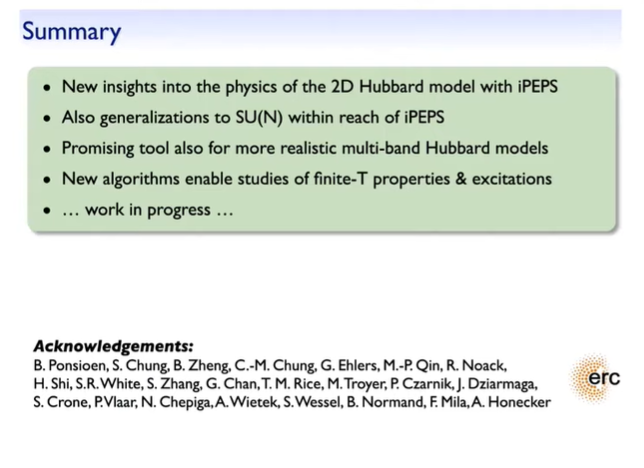 Summary
• New insights into the physics of the 2D Hubbard model with iPEPS
• Also generalizations to SU(N) within reach of iPEPS
• Promising tool also for more realistic multi-band Hubbard models
• New algorithms enable studies of finite-T properties & excitations
• … work in progress …
Acknowledgements:
B. Ponsioen, S. Chung, B. Zheng, C.-M. Chung, G. Ehlers, M.-P. Qin, R. Noack,
H. Shi, S.R. White, S. Zhang, G. Chan, T. M. Rice, M. Troyer, P. Czarnik, J. Dziarmaga,
S. Crone, P. Vlaar, N. Chepiga, A. Wietek, S. Wessel, B. Normand, F. Mila, A. Honecker
erc